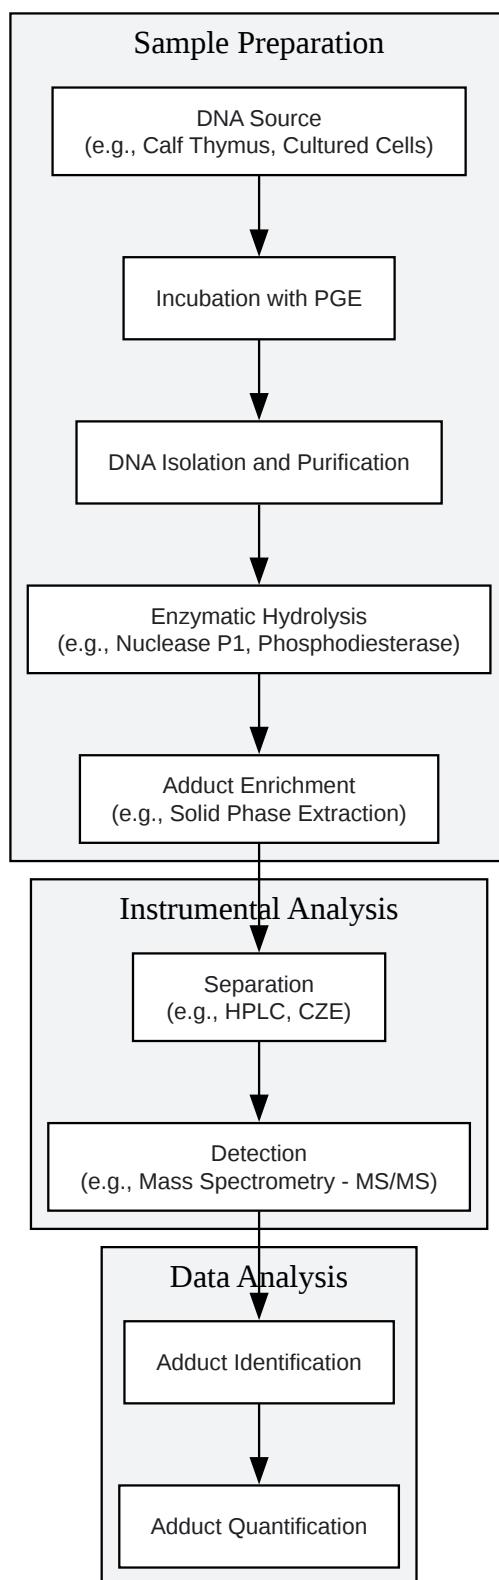 Sample Preparation
DNA Source
(e.g., Calf Thymus, Cultured Cells)
Incubation with PGE
DNA Isolation and Purification
Enzymatic Hydrolysis
(e.g., Nuclease P1, Phosphodiesterase)
Adduct Enrichment
(e.g., Solid Phase Extraction)
Instrumental Analysis
Separation
(e.g., HPLC, CZE)
Detection
(e.g., Mass Spectrometry - MS/MS)
Data Analysis
Adduct Identification
Adduct Quantification